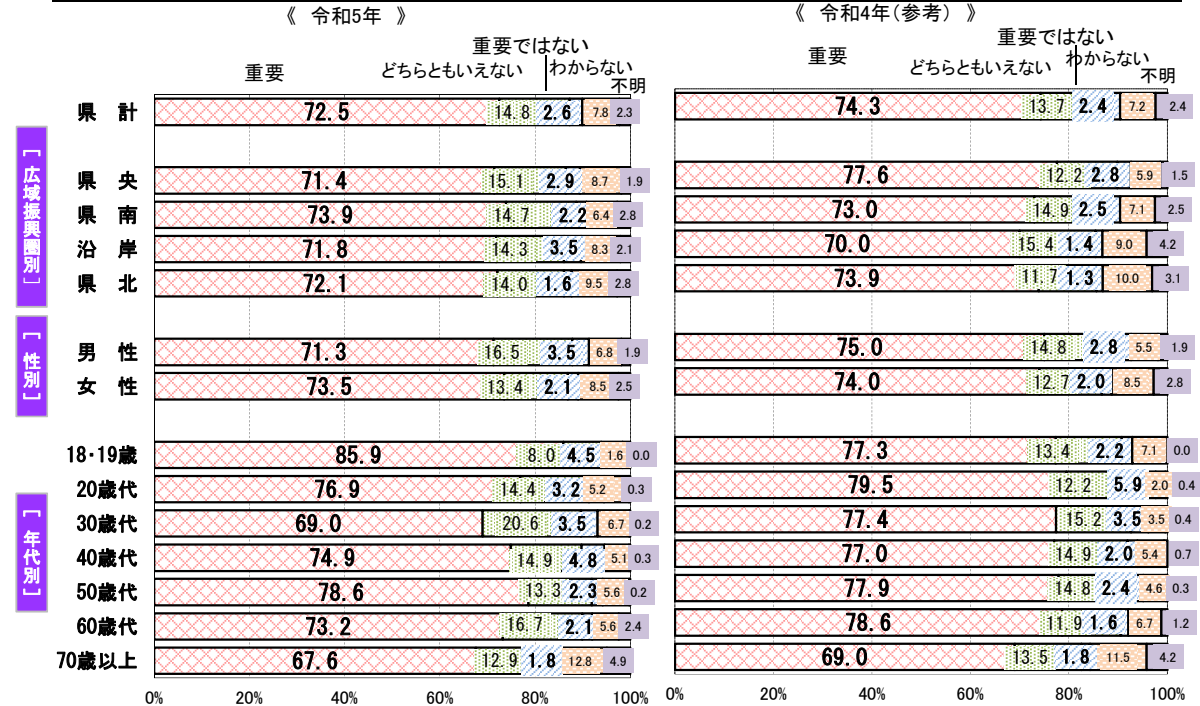 《 令和5年 》
重要
どちらともいえない
重要ではない
わからない
不明
[ 広域振興圏別 ]
[ 性別 ]
[ 年代別 ]
県 計 72.5 14.8 2.6 7.8 2.3
県 央 71.4 15.1 2.9 8.7 1.9
県 南 73.9 14.7 2.2 6.4 2.8
沿 岸 71.8 14.3 3.5 8.3 2.1
県 北 72.1 14.0 1.6 9.5 2.8
男 性 71.3 16.5 3.5 6.8 1.9
女 性 73.5 13.4 2.1 8.5 2.5
18・19歳 85.9 8.0 4.5 1.6 0.0
20歳代 76.9 14.4 3.2 5.2 0.3
30歳代 69.0 20.6 3.5 6.7 0.2
40歳代 74.9 14.9 4.8 5.1 0.3
50歳代 78.6 13.3 2.3 5.6 0.2
60歳代 73.2 16.7 2.1 5.6 2.4
70歳以上 67.6 12.9 1.8 12.8 4.9
0% 20% 40% 60% 80% 100%
《 令和4年(参考) 》
重要
どちらともいえない
重要ではない
わからない
不明
74.3 13.7 2.4 7.2 2.4
77.6 12.2 2.8 5.9 1.5
73.0 14.9 2.5 7.1 2.5
70.0 15.4 1.4 9.0 4.2
73.9 11.7 1.3 10.0 3.1
75.0 14.8 2.8 5.5 1.9
74.0 12.7 2.0 8.5 2.8
77.3 13.4 2.2 7.1 0.0
79.5 12.2 5.9 2.0 0.4
77.4 15.2 3.5 3.5 0.4
77.0 14.9 2.0 5.4 0.7
77.9 14.8 2.4 4.6 0.3
78.6 11.9 1.6 6.7 1.2
69.0 13.5 1.8 11.5 4.2
0% 20% 40% 60% 80% 100%